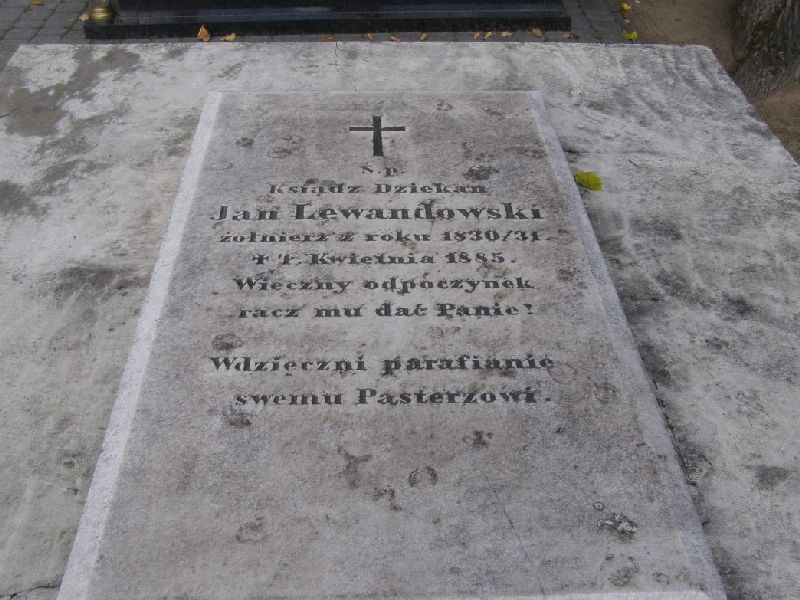 Ś.p.
Ksiądz Dziekan
Jan Lewandowski
żołnierz z roku 1830/31.
† 7. Kwietnia 1885.
Wieczny odpoczynek
racz mu dać Panie!
Wdzięczni parafianie
swemu Pasterzowi.